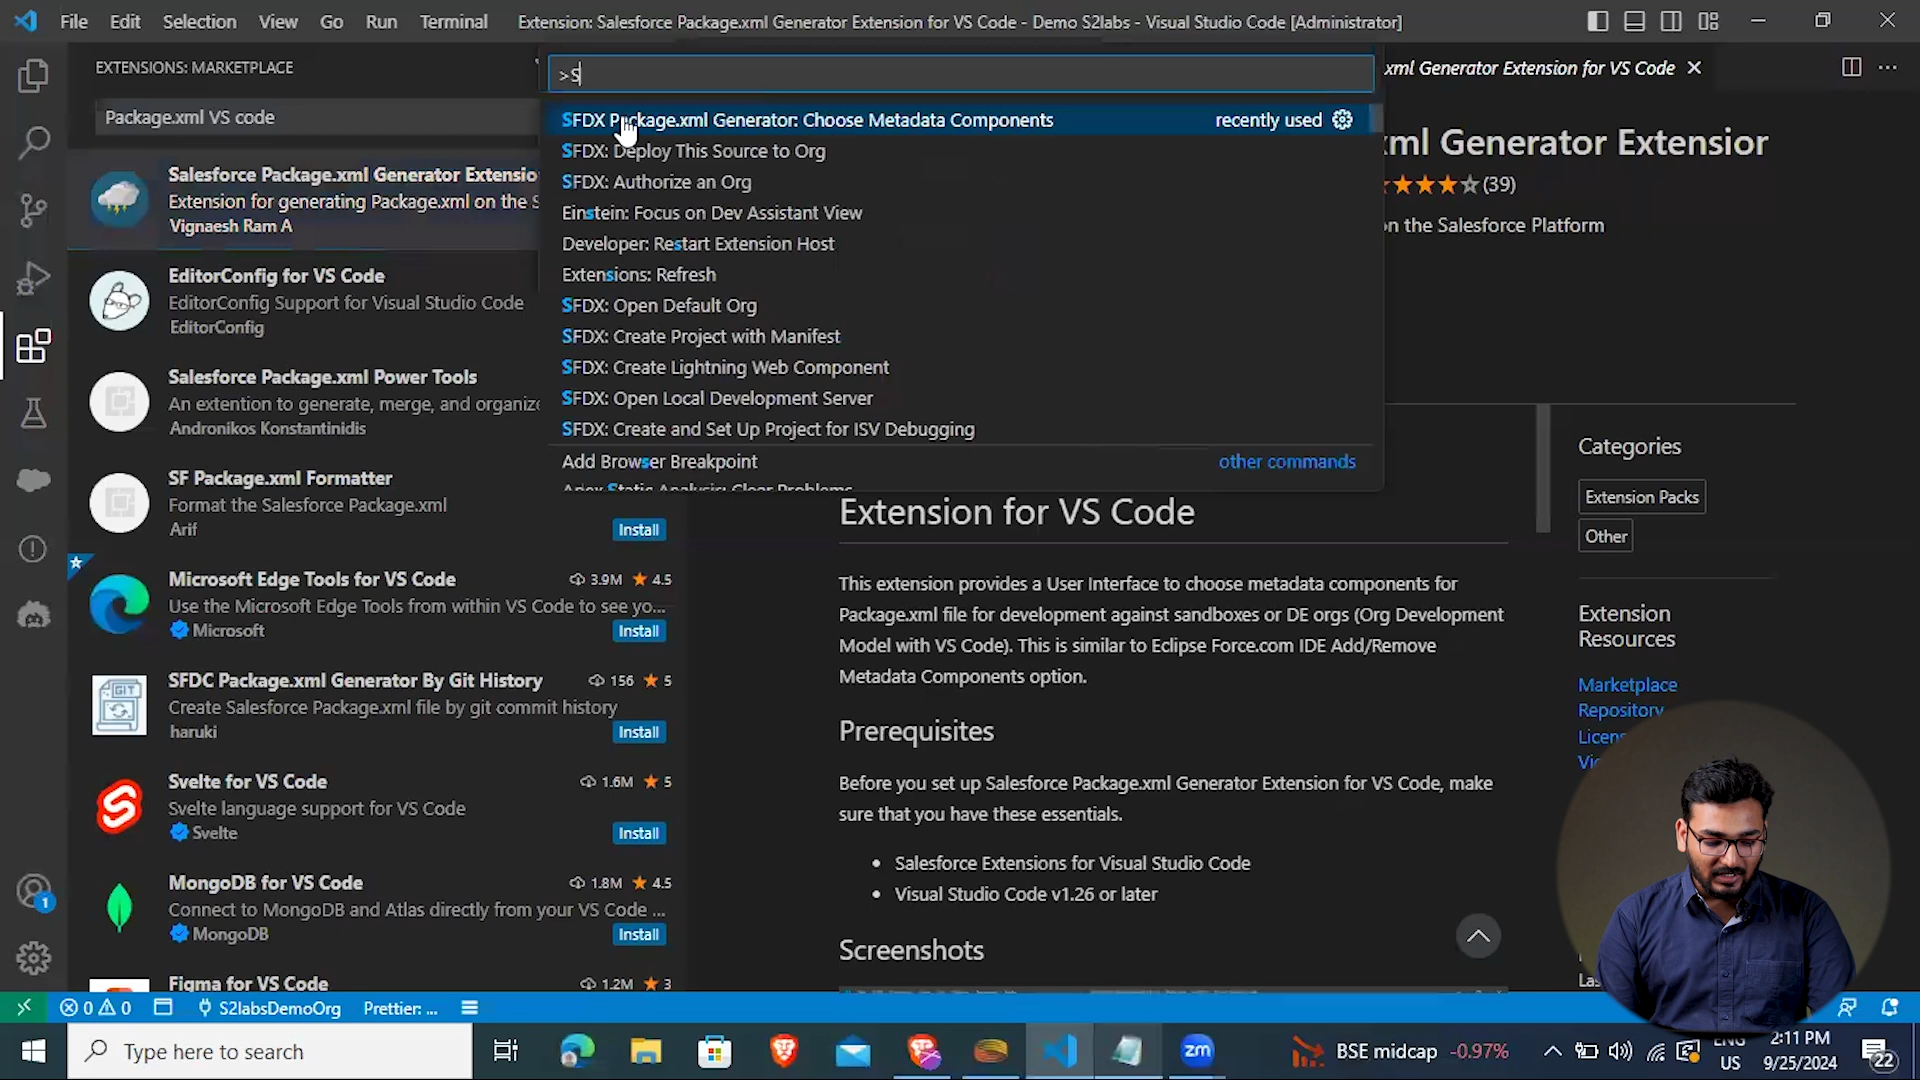 File Edit Selection View Go Run Terminal Extension: Salesforce Package.xml Generator Extension for VS Code - Demo S2labs - Visual Studio Code [Administrator]
EXTENSIONS: MARKETPLACE
>S
xml Generator Extension for VS Code
Package.xml VS code
SFDX Package.xml Generator: Choose Metadata Components recently used
SFDX: Deploy This Source to Org
SFDX: Authorize an Org
Einstein: Focus on Dev Assistant View
Developer: Restart Extension Host
Extensions: Refresh
SFDX: Open Default Org
SFDX: Create Project with Manifest
SFDX: Create Lightning Web Component
SFDX: Open Local Development Server
SFDX: Create and Set Up Project for ISV Debugging
Add Browser Breakpoint other commands
Apex Static Analysis: Clear Problems
Salesforce Package.xml Generator Extensio
Extension for generating Package.xml on the S
Vignaesh Ram A
EditorConfig for VS Code
EditorConfig Support for Visual Studio Code
EditorConfig
Salesforce Package.xml Power Tools
An extention to generate, merge, and organize
Andronikos Konstantinidis
SF Package.xml Formatter
Format the Salesforce Package.xml
Arif Install
Microsoft Edge Tools for VS Code 3.9M 4.5
Use the Microsoft Edge Tools from within VS Code to see yo...
Microsoft Install
SFDC Package.xml Generator By Git History 156 5
Create Salesforce Package.xml file by git commit history
haruki Install
GIT
Svelte for VS Code 1.6M 5
Svelte language support for VS Code
Svelte Install
MongoDB for VS Code 1.8M 4.5
Connect to MongoDB and Atlas directly from your VS Code ...
MongoDB Install
Figma for VS Code 1.2M 3
ml Generator Extensior
(39)
n the Salesforce Platform
Extension for VS Code
This extension provides a User Interface to choose metadata components for
Package.xml file for development against sandboxes or DE orgs (Org Development
Model with VS Code). This is similar to Eclipse Force.com IDE Add/Remove
Metadata Components option.
Prerequisites
Before you set up Salesforce Package.xml Generator Extension for VS Code, make
sure that you have these essentials.
• Salesforce Extensions for Visual Studio Code
• Visual Studio Code v1.26 or later
Screenshots
Categories
Extension Packs
Other
Extension
Resources
Marketplace
Repository
Licen
Vi
Las
1
0 0 S2labsDemoOrg Prettier: ...
Type here to search
zm
BSE midcap -0.97%
ENG
US
2:11 PM
9/25/2024
22